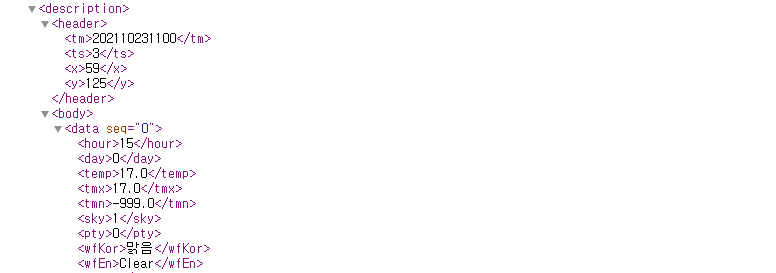 <description>
<header>
<tm>202110231100</tm>
<ts>3</ts>
<x>59</x>
<y>125</y>
</header>
<body>
<data seq="0">
<hour>15</hour>
<day>0</day>
<temp>17.0</temp>
<tmx>17.0</tmx>
<tmn>-999.0</tmn>
<sky>1</sky>
<pty>0</pty>
<wfKor>맑음</wfKor>
<wfEn>Clear</wfEn>